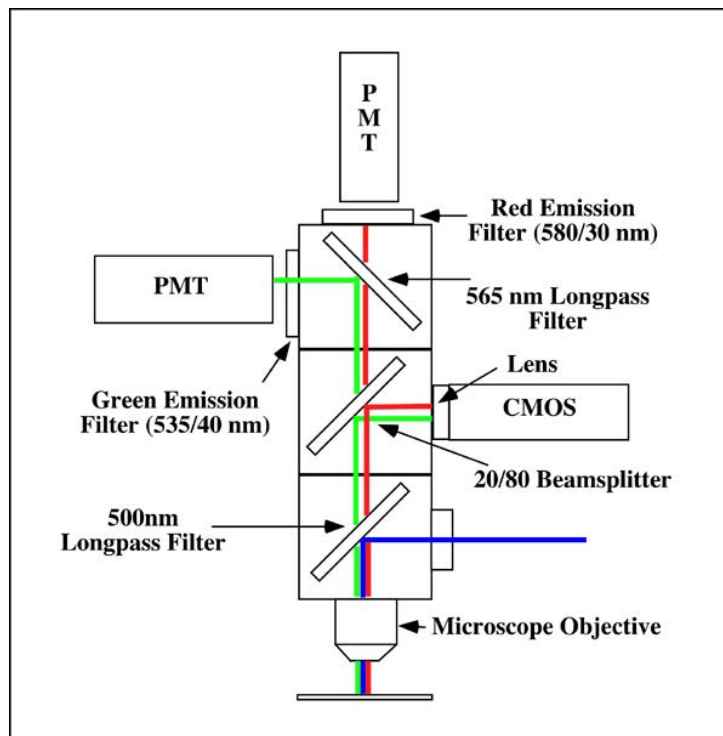 P
M
T
Red Emission
Filter (580/30 nm)
PMT
565 nm Longpass
Filter
Green Emission
Filter (535/40 nm)
Lens
CMOS
20/80 Beamsplitter
500nm
Longpass Filter
Microscope Objective